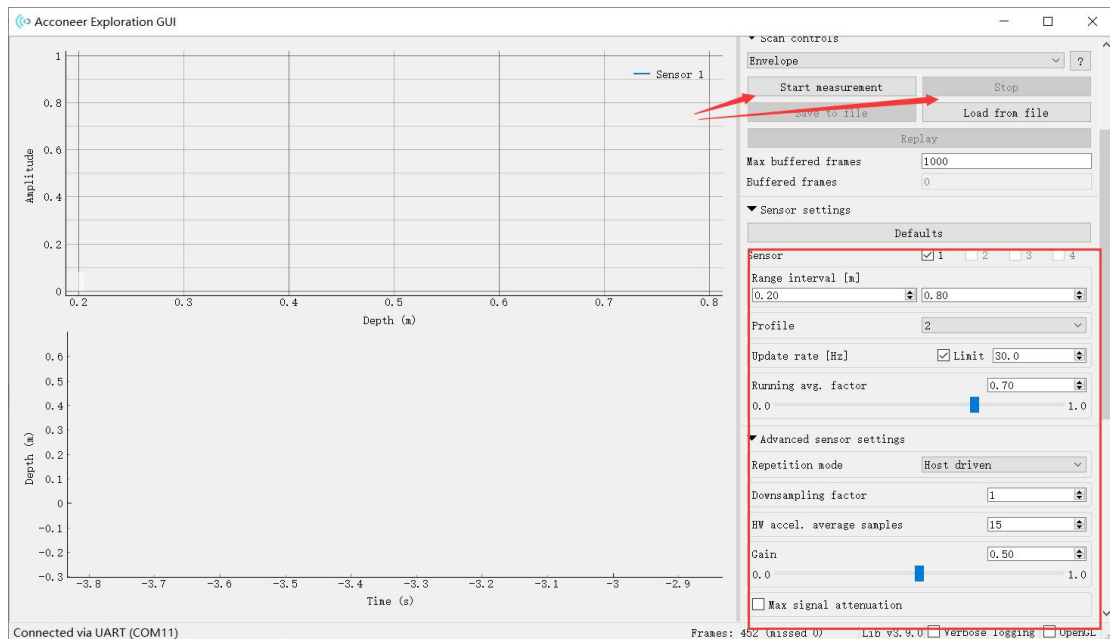 Acconeer Exploration GUI
1
0.8
0.6
0.4
0.2
0
Amplitude
Sensor 1
0.2 0.3 0.4 0.5 0.6 0.7 0.8
Depth (m)
0.6
0.5
0.4
0.3
0.2
0.1
0
-0.1
-0.2
-0.3
Depth (m)
-3.8 -3.7 -3.6 -3.5 -3.4 -3.3 -3.2 -3.1 -3 -2.9
Time (s)
Scan controls
Envelope ?
Start measurement Stop
Save to file Load from file
Replay
Max buffered frames 1000
Buffered frames 0
Sensor settings
Defaults
Sensor 1 2 3 4
Range interval [m]
0.20 0.80
Profile 2
Update rate [Hz] Limit 30.0
Running avg. factor 0.70
0.0 1.0
Advanced sensor settings
Repetition mode Host driven
Downsampling factor 1
HW accel. average samples 15
Gain 0.50
0.0 1.0
Max signal attenuation
Connected via UART (COM11) Frames: 452 (missed 0) Lib v3.9.0 Verbose logging OpenGL